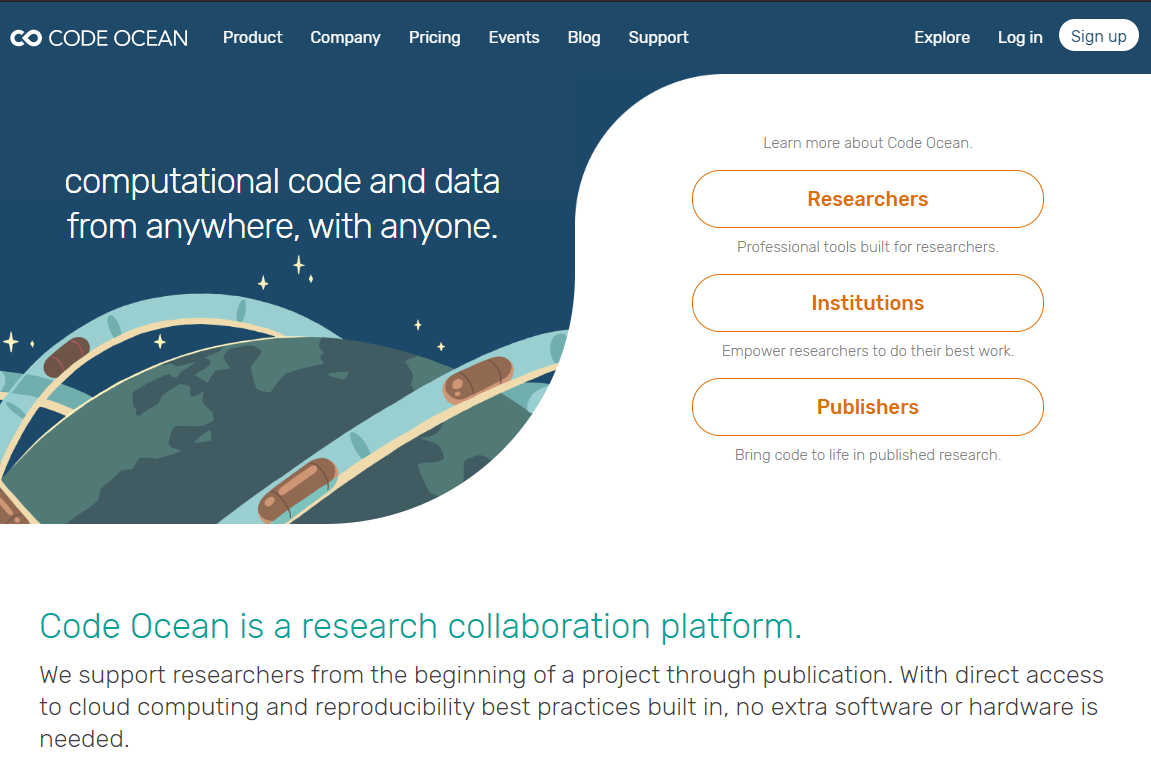 CODE OCEAN
Product
Company
Pricing
Events
Blog
Support
Explore
Log in
Sign up
computational code and data
from anywhere, with anyone.
Learn more about Code Ocean.
Researchers
Professional tools built for researchers.
Institutions
Empower researchers to do their best work.
Publishers
Bring code to life in published research.
Code Ocean is a research collaboration platform.
We support researchers from the beginning of a project through publication. With direct access
to cloud computing and reproducibility best practices built in, no extra software or hardware is
needed.